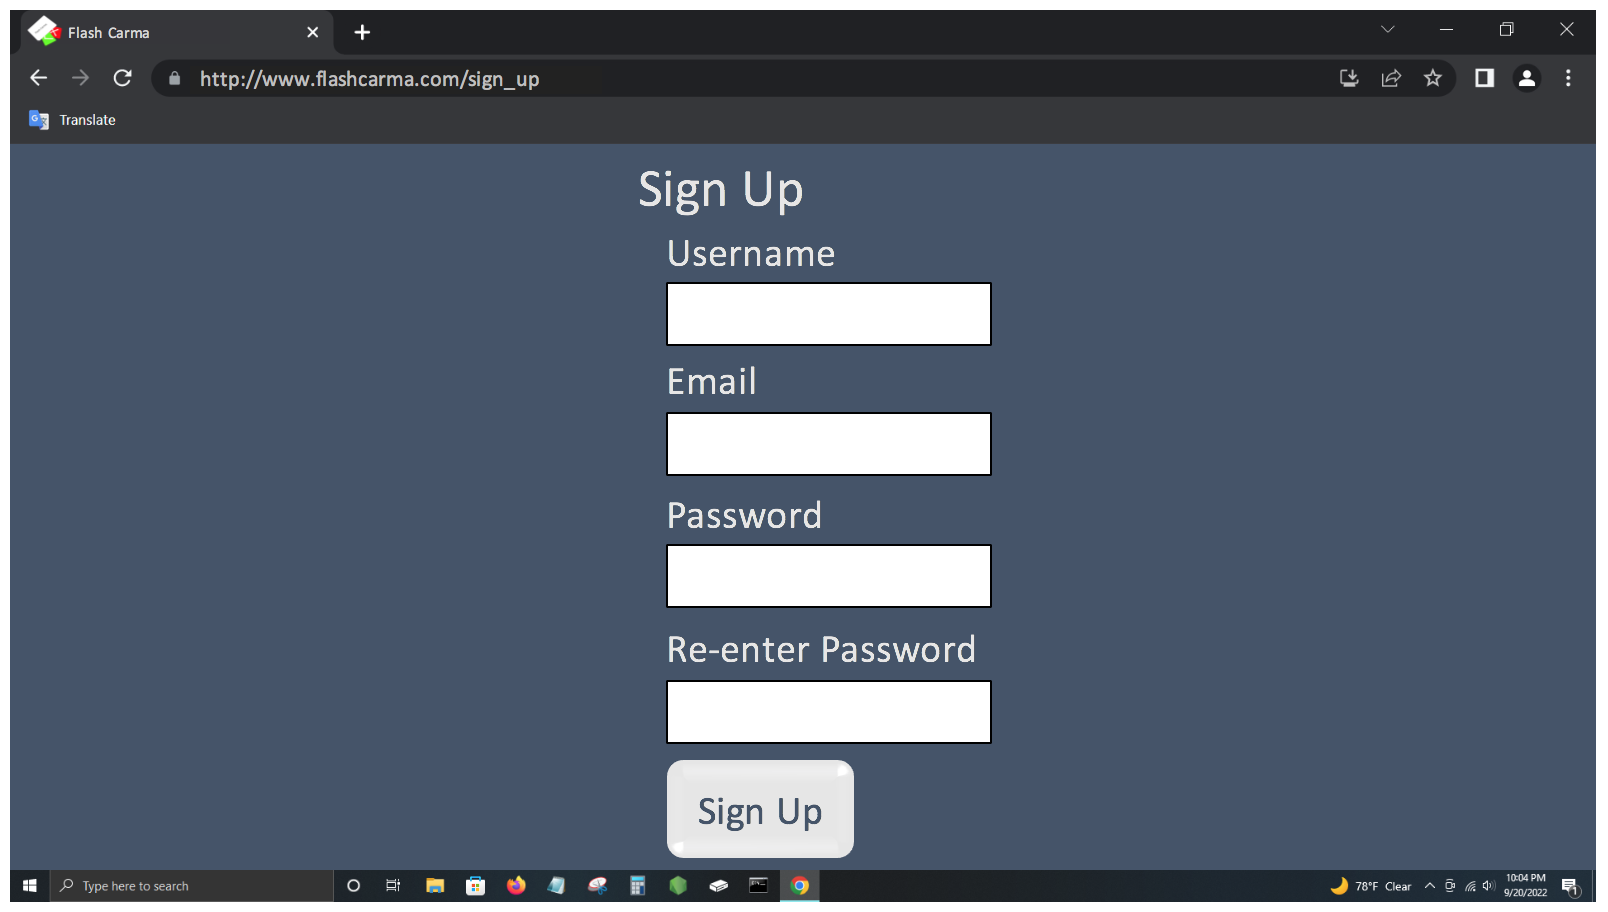 Flash Carma
http://www.flashcarma.com/sign_up
Translate
Sign Up
Username
Email
Password
Re-enter Password
Sign Up
Type here to search
78°F Clear
10:04 PM
9/20/2022
1